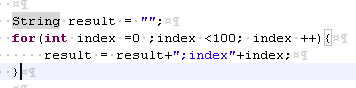 ¤¶
String result = "";¤¶
for(int index =0 ;index <100; index ++){¤¶
result = result+";index"+index;¤¶
}¤¶
¤¶